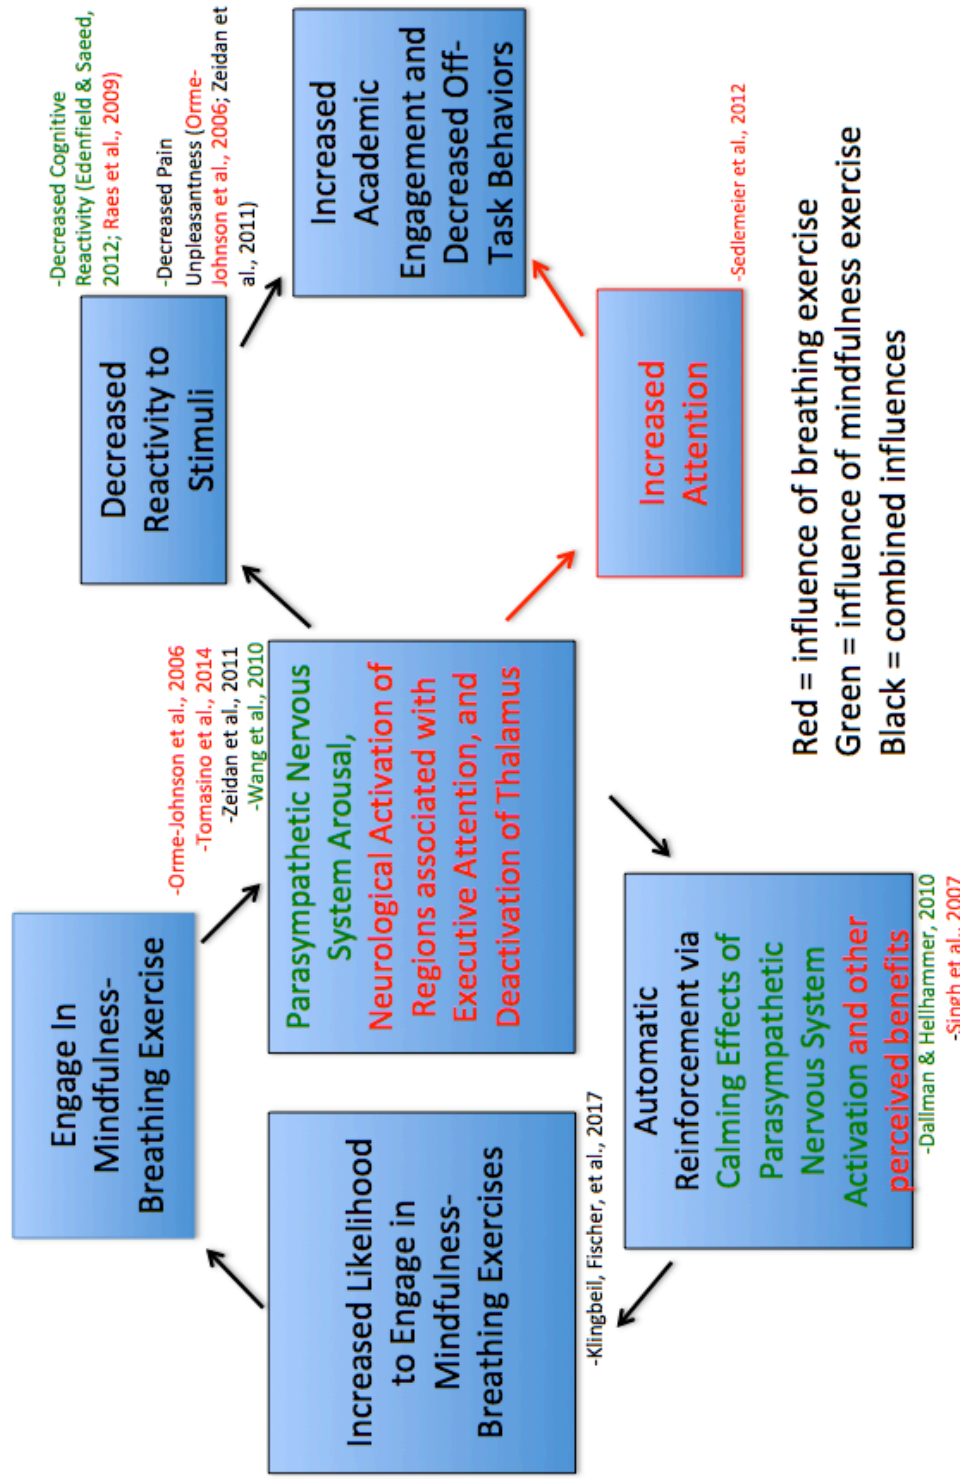 Engage In
Mindfulness-
Breathing Exercise
-Orme-Johnson et al., 2006
-Tomasino et al., 2014
-Zeidan et al., 2011
-Wang et al., 2010
Parasympathetic Nervous
System Arousal,
Neurological Activation of
Regions associated with
Executive Attention, and
Deactivation of Thalamus
Decreased
Reactivity to
Stimuli
-Decreased Cognitive
Reactivity (Edenfield & Saeed,
2012; Raes et al., 2009)
-Decreased Pain
Unpleasantness (Orme-
Johnson et al., 2006; Zeidan et
al., 2011)
Increased
Academic
Engagement and
Decreased Off-
Task Behaviors
Increased
Attention
-Sedlemeier et al., 2012
Increased Likelihood
to Engage in
Mindfulness-
Breathing Exercises
-Klingbeil, Fischer, et al., 2017
Automatic
Reinforcement via
Calming Effects of
Parasympathetic
Nervous System
Activation and other
perceived benefits
-Dallman & Hellhammer, 2010
-Singh et al., 2007
Red = influence of breathing exercise
Green = influence of mindfulness exercise
Black = combined influences